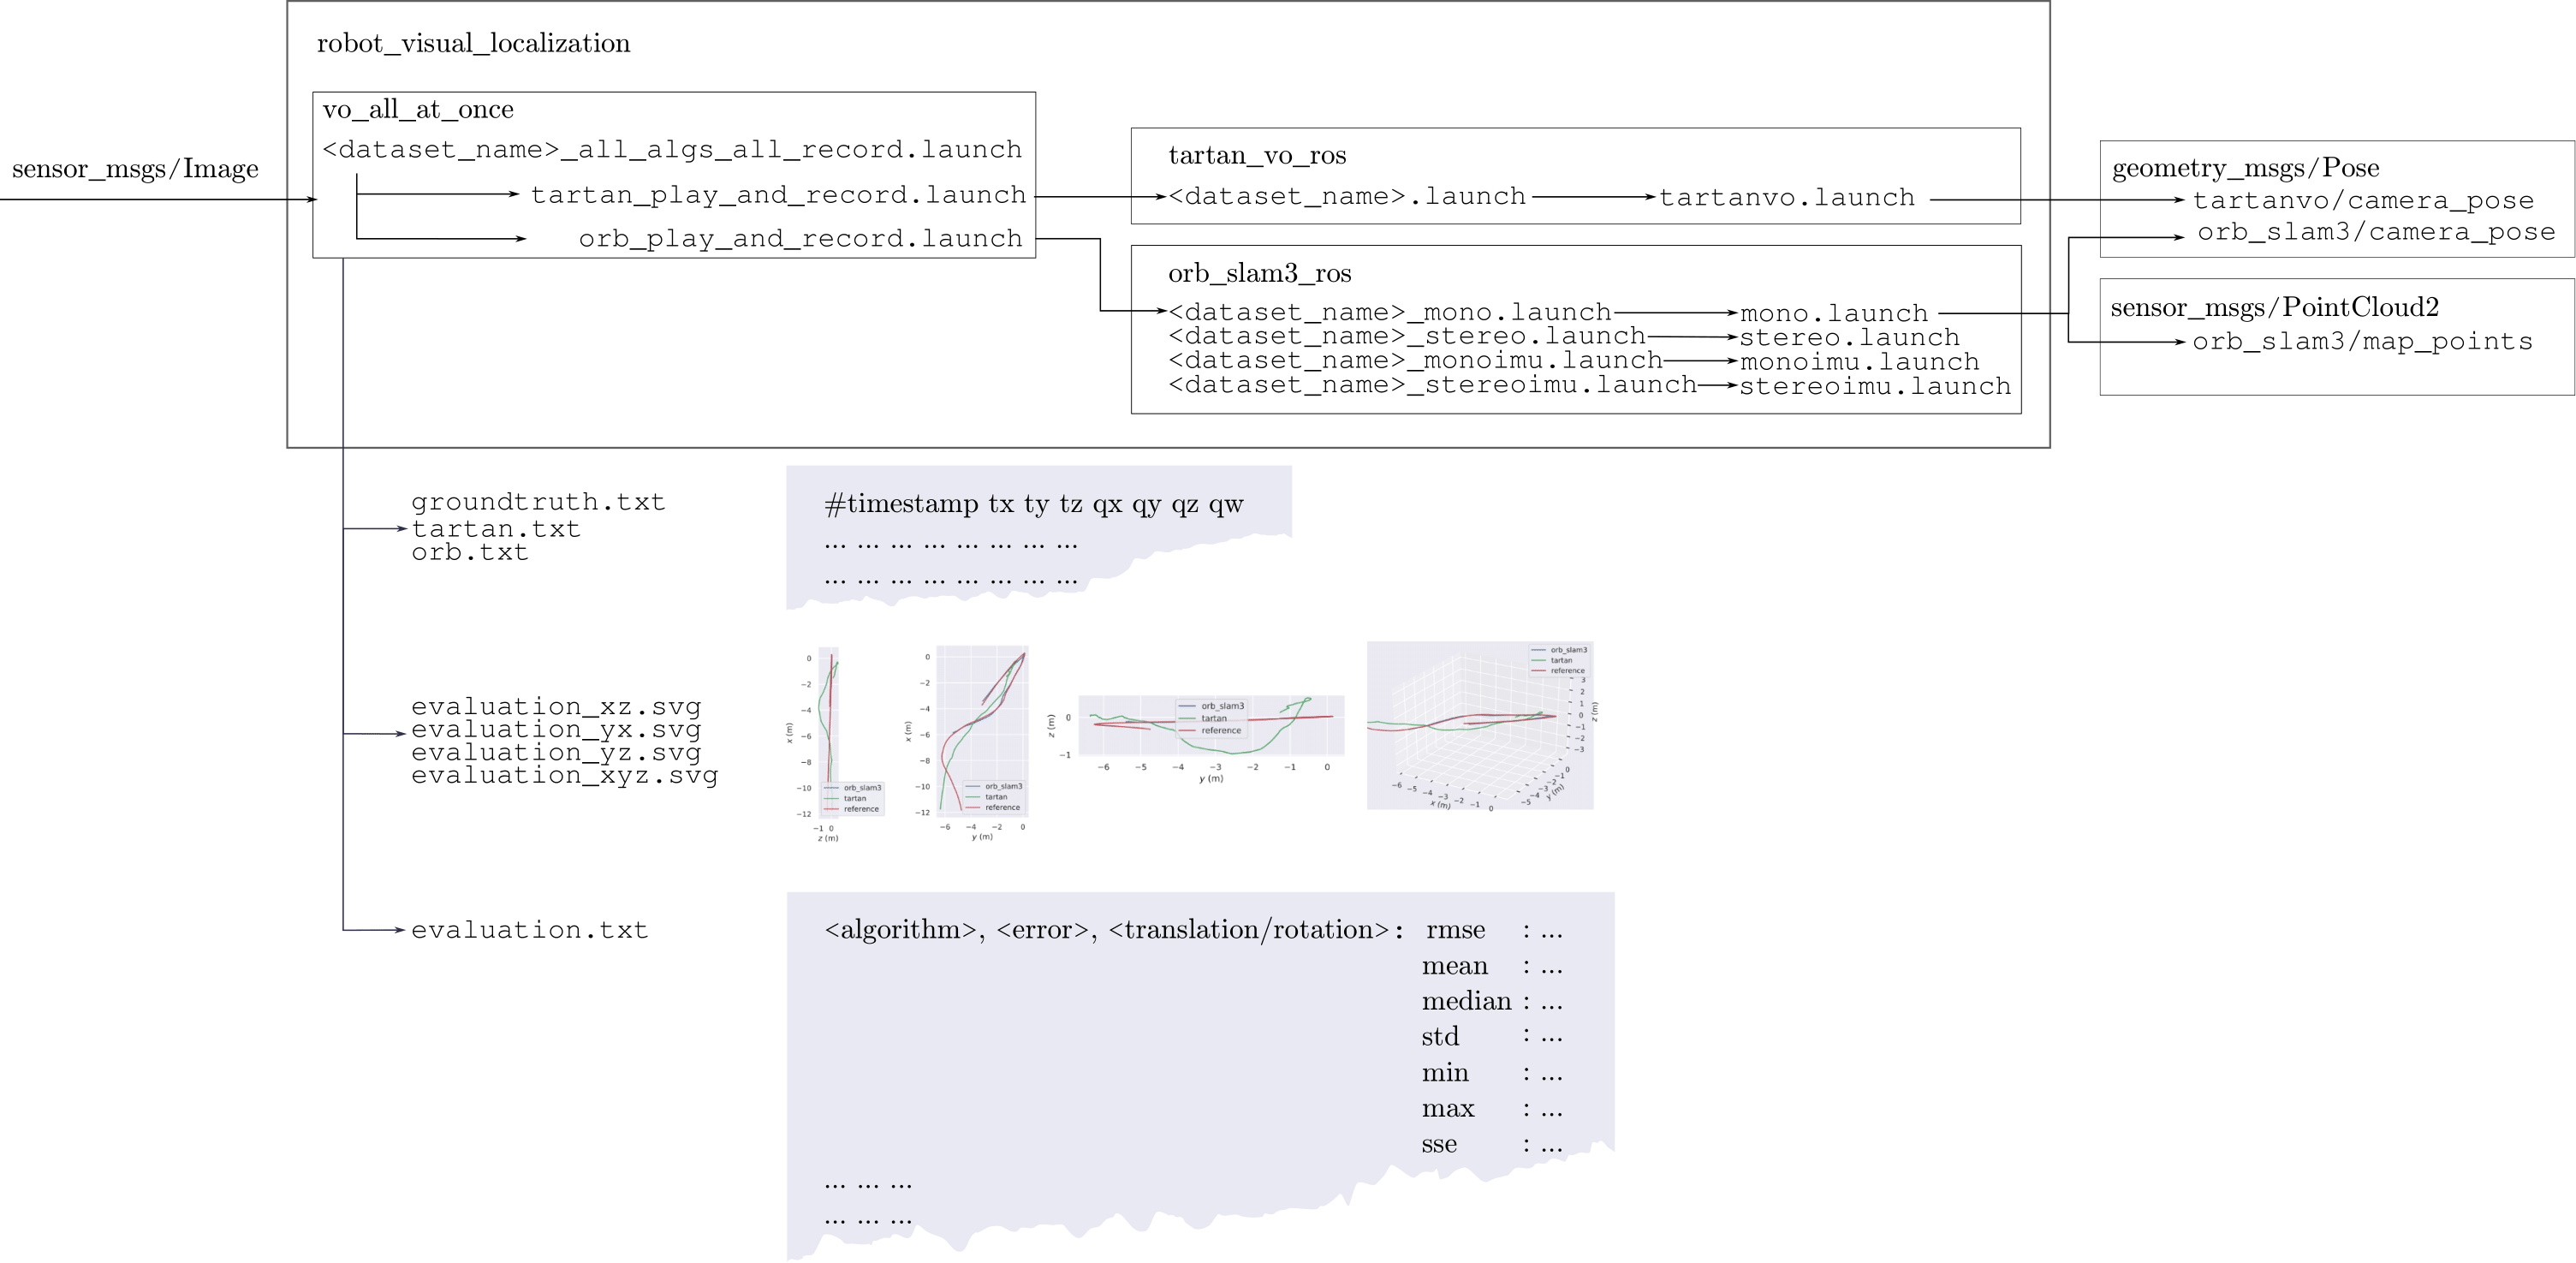 robot_visual_localization
vo_all_at_once
<dataset_name>_all_algs_all_record.launch
sensor_msgs/Image
tartan_play_and_record.launch
orb_play_and_record.launch
tartan_vo_ros
<dataset_name>.launch
tartanvo.launch
orb_slam3_ros
<dataset_name>_mono.launch
mono.launch
<dataset_name>_stereo.launch
stereo.launch
<dataset_name>_monoimu.launch
monoimu.launch
<dataset_name>_stereoimu.launch
stereoimu.launch
geometry_msgs/Pose
tartanvo/camera_pose
orb_slam3/camera_pose
sensor_msgs/PointCloud2
orb_slam3/map_points
groundtruth.txt
tartan.txt
orb.txt
#timestamp tx ty tz qx qy qz qw
... ... ... ... ... ... ... ...
... ... ... ... ... ... ... ...
evaluation_xz.svg
evaluation_yx.svg
evaluation_yz.svg
evaluation_xyz.svg
0
−2
−4
−6
−8
−10
−12
x (m)
−1 0
z (m)
orb_slam3
tartan
reference
0
−2
−4
−6
−8
−10
−12
x (m)
−6 −4 −2 0
y (m)
orb_slam3
tartan
reference
0
−1
z (m)
−6 −5 −4 −3 −2 −1 0
y (m)
orb_slam3
tartan
reference
orb_slam3
tartan
reference
3
2
1
0
−1
−2
−3
z (m)
−6 −5 −4 −3 −2 −1 0
x (m)
−5 −4 −3 −2 −1 0
y (m)
evaluation.txt
<algorithm>, <error>, <translation/rotation>: rmse : ...
mean : ...
median : ...
std : ...
min : ...
max : ...
sse : ...
... ... ...
... ... ...